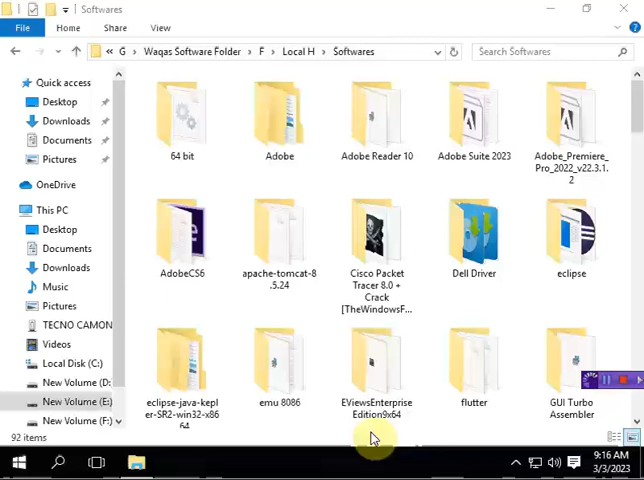 Softwares
File
Home
Share
View
« G > Waqas Software Folder > F > Local H > Softwares
Search Softwares
Quick access
Desktop
Downloads
Documents
Pictures
OneDrive
This PC
Desktop
Documents
Downloads
Music
Pictures
TECNO CAMON
Videos
Local Disk (C:)
New Volume (D:
New Volume (E:)
New Volume (F:)
64 bit
Adobe
Adobe Reader 10
Adobe Suite 2023
Adobe_Premiere_
Pro_2022_v22.3.1.
2
AdobeCS6
apache-tomcat-8
.5.24
Cisco Packet
Tracer 8.0 +
Crack
[TheWindowsF...
Dell Driver
eclipse
eclipse-java-kepl
er-SR2-win32-x86
_64
emu 8086
EViewsEnterprise
Edition9x64
flutter
GUI Turbo
Assembler
92 items
9:16 AM
3/3/2023